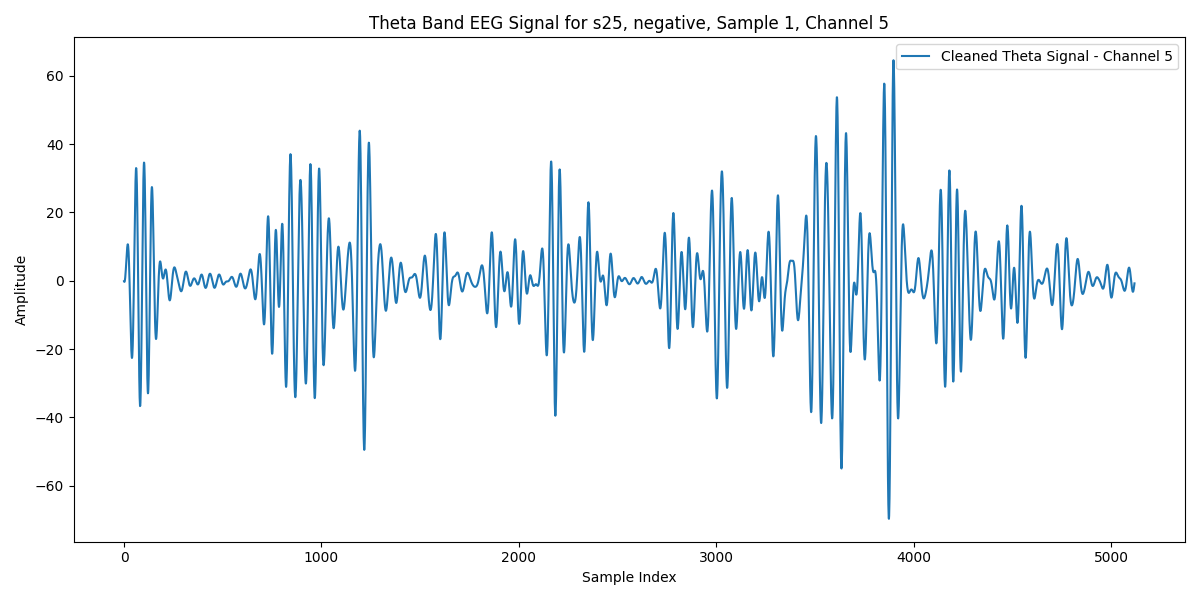 Theta Band EEG Signal for s25, negative, Sample 1, Channel 5
Cleaned Theta Signal - Channel 5
Amplitude
60
40
20
0
−20
−40
−60
0 1000 2000 3000 4000 5000
Sample Index